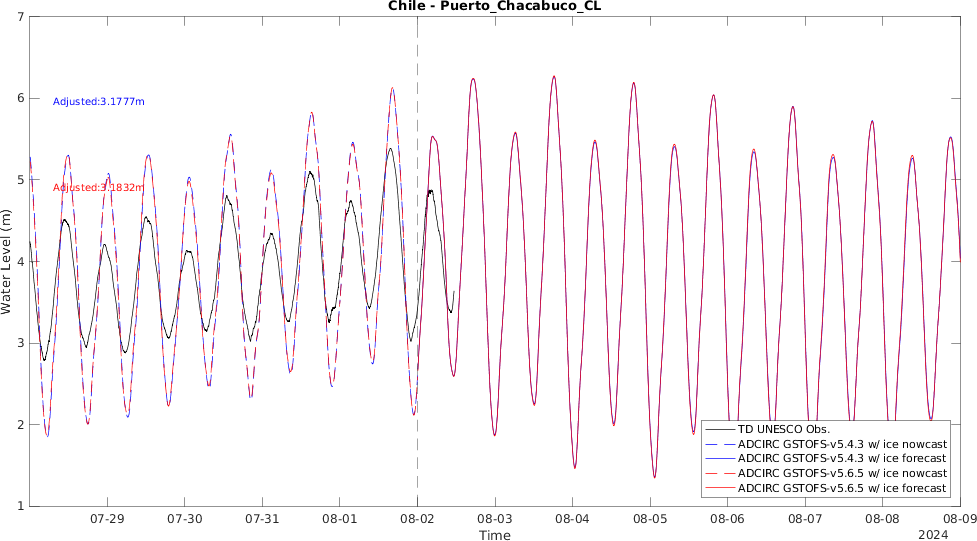 Chile - Puerto_Chacabuco_CL
7
6
5
4
3
2
1
Water Level (m)
Adjusted:3.1777m
Adjusted:3.1832m
TD UNESCO Obs.
ADCIRC GSTOFS-v5.4.3 w/ ice nowcast
ADCIRC GSTOFS-v5.4.3 w/ ice forecast
ADCIRC GSTOFS-v5.6.5 w/ ice nowcast
ADCIRC GSTOFS-v5.6.5 w/ ice forecast
07-29 07-30 07-31 08-01 08-02 08-03 08-04 08-05 08-06 08-07 08-08 08-09
Time
2024